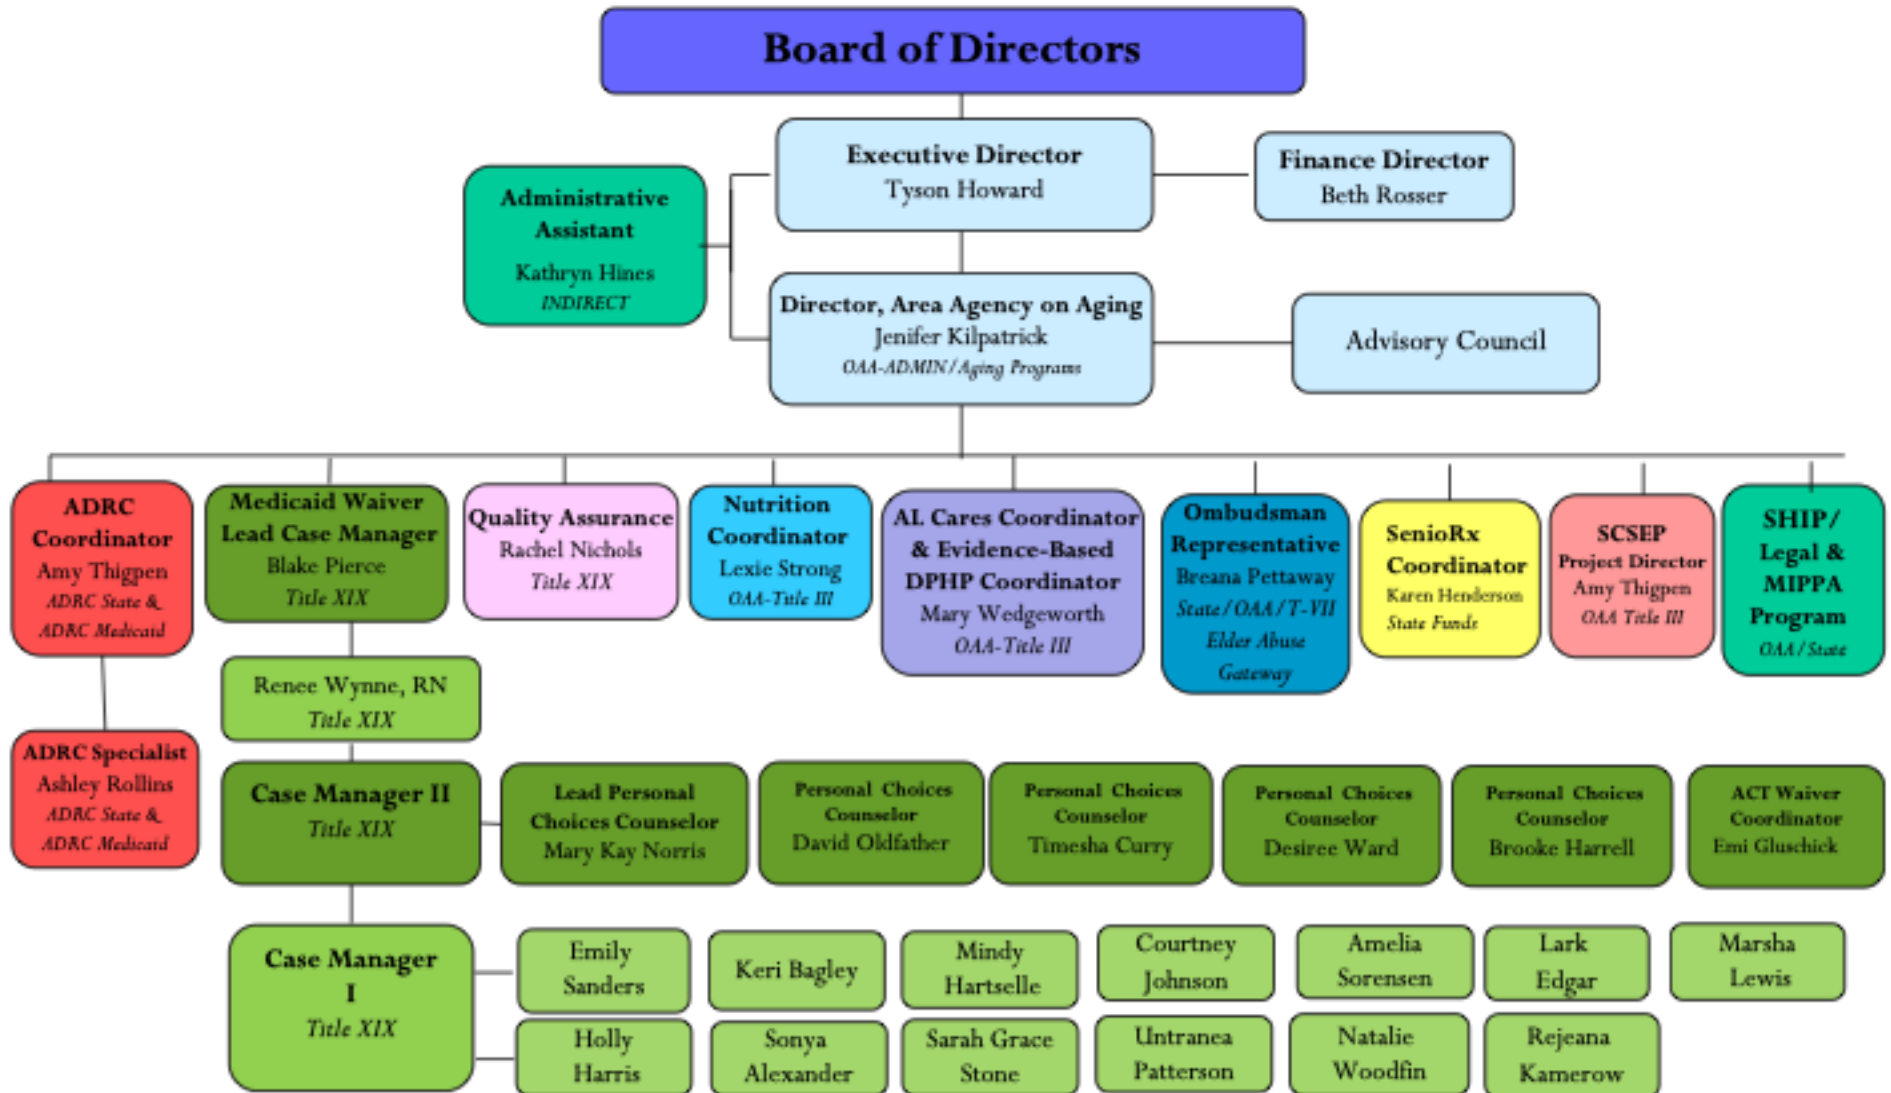 Board of Directors
Executive Director
Tyson Howard
Finance Director
Beth Rosser
Administrative
Assistant
Kathryn Hines
INDIRECT
Director, Area Agency on Aging
Jenifer Kilpatrick
OAA-ADMIN/Aging Programs
Advisory Council
ADRC
Coordinator
Amy Thigpen
ADRC State &
ADRC Medicaid
Medicaid Waiver
Lead Case Manager
Blake Pierce
Title XIX
Quality Assurance
Rachel Nichols
Title XIX
Nutrition
Coordinator
Lexie Strong
OAA-Title III
AL Cares Coordinator
& Evidence-Based
DPHP Coordinator
Mary Wedgeworth
OAA-Title III
Ombudsman
Representative
Breana Pettaway
State/OAA/T-VII
Elder Abuse
Gateway
SenioRx
Coordinator
Karen Henderson
State Funds
SCSEP
Project Director
Amy Thigpen
OAA Title III
SHIP/
Legal &
MIPPA
Program
OAA/State
Renee Wynne, RN
Title XIX
ADRC Specialist
Ashley Rollins
ADRC State &
ADRC Medicaid
Case Manager II
Title XIX
Lead Personal
Choices Counselor
Mary Kay Norris
Personal Choices
Counselor
David Oldfather
Personal Choices
Counselor
Timesha Curry
Personal Choices
Counselor
Desiree Ward
Personal Choices
Counselor
Brooke Harrell
ACT Waiver
Coordinator
Emi Gluschick
Case Manager
I
Title XIX
Emily
Sanders
Keri Bagley
Mindy
Hartselle
Courtney
Johnson
Amelia
Sorensen
Lark
Edgar
Marsha
Lewis
Holly
Harris
Sonya
Alexander
Sarah Grace
Stone
Untranea
Patterson
Natalie
Woodfin
Rejeana
Kamerow